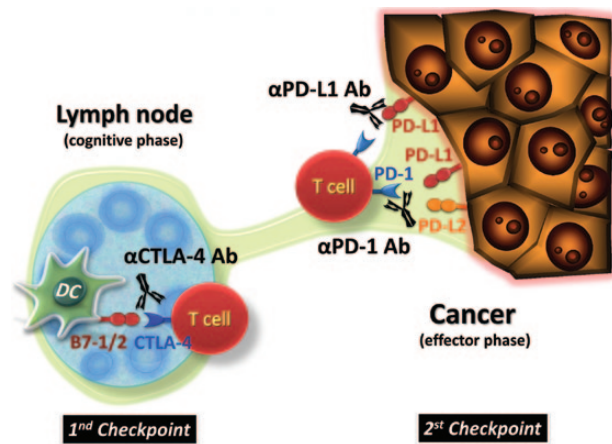 Lymph node
(cognitive phase)
αPD-L1 Ab
PD-L1
PD-L1
PD-1
T cell
PD-L2
αPD-1 Ab
αCTLA-4 Ab
DC
T cell
B7-1/2 CTLA-4
Cancer
(effector phase)
1nd Checkpoint
2st Checkpoint